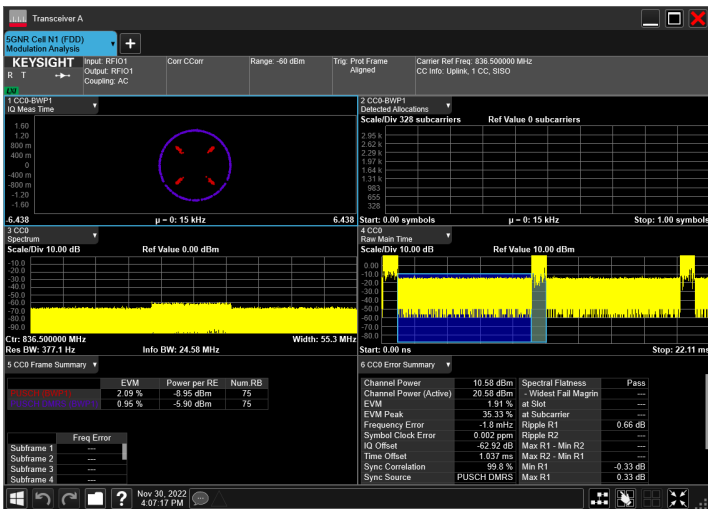 Transceiver A
5GNR Cell N1 (FDD)
Modulation Analysis
KEYSIGHT
R T
LXI
Input: RFIO1
Output: RFIO1
Coupling: AC
Corr CCorr
Range: -60 dBm
Trig: Prot Frame
Aligned
Carrier Ref Freq: 836.500000 MHz
CC Info: Uplink, 1 CC, SISO
1 CC0-BWP1
IQ Meas Time
1.60
1.20
800 m
400 m
0
-400 m
-800 m
-1.20
-1.60
-6.438 µ – 0: 15 kHz 6.438
2 CC0-BWP1
Detected Allocations
Scale/Div 328 subcarriers Ref Value 0 subcarriers
2.95 k
2.62 k
2.29 k
1.97 k
1.64 k
1.31 k
983
655
328
Start: 0.00 symbols µ – 0: 15 kHz Stop: 1.00 symbols
3 CC0
Spectrum
Scale/Div 10.00 dB Ref Value 0.00 dBm
-10.0
-20.0
-30.0
-40.0
-50.0
-60.0
-70.0
-80.0
-90.0
Ctr: 836.500000 MHz Width: 55.3 MHz
Res BW: 377.1 Hz Info BW: 24.58 MHz
4 CC0
Raw Main Time
Scale/Div 10.00 dB Ref Value 10.00 dBm
0.00
-10.0
-20.0
-30.0
-40.0
-50.0
-60.0
-70.0
-80.0
Start: 0.00 ns Stop: 22.11 ms
5 CC0 Frame Summary
EVM Power per RE Num.RB
2.09 % -8.95 dBm 75
0.95 % -5.90 dBm 75
Freq Error
Subframe 1 ---
Subframe 2 ---
Subframe 3 ---
Subframe 4 ---
6 CC0 Error Summary
Channel Power 10.58 dBm Spectral Flatness Pass
Channel Power (Active) 20.58 dBm - Widest Fail Magrin ---
EVM 1.91 % at Slot ---
EVM Peak 35.33 % at Subcarrier ---
Frequency Error -1.8 mHz Ripple R1 0.66 dB
Symbol Clock Error 0.002 ppm Ripple R2 ---
IQ Offset -62.92 dB Max R1 - Min R2 ---
Time Offset 1.037 ms Max R2 - Min R1 ---
Sync Correlation 99.8 % Min R1 -0.33 dB
Sync Source PUSCH DMRS Max R1 0.33 dB
Nov 30, 2022
4:07:17 PM